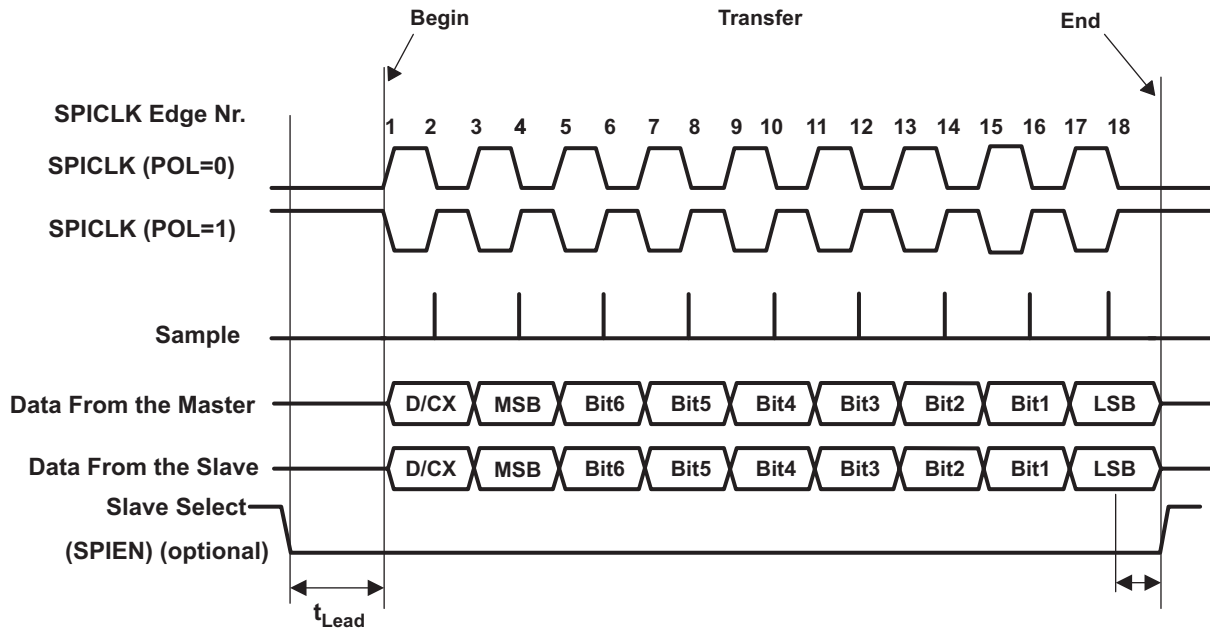 Begin Transfer End
SPICLK Edge Nr.
1 2 3 4 5 6 7 8 9 10 11 12 13 14 15 16 17 18
SPICLK (POL=0)
SPICLK (POL=1)
Sample
Data From the Master D/CX MSB Bit6 Bit5 Bit4 Bit3 Bit2 Bit1 LSB
Data From the Slave D/CX MSB Bit6 Bit5 Bit4 Bit3 Bit2 Bit1 LSB
Slave Select
(SPIEN) (optional)
tLead